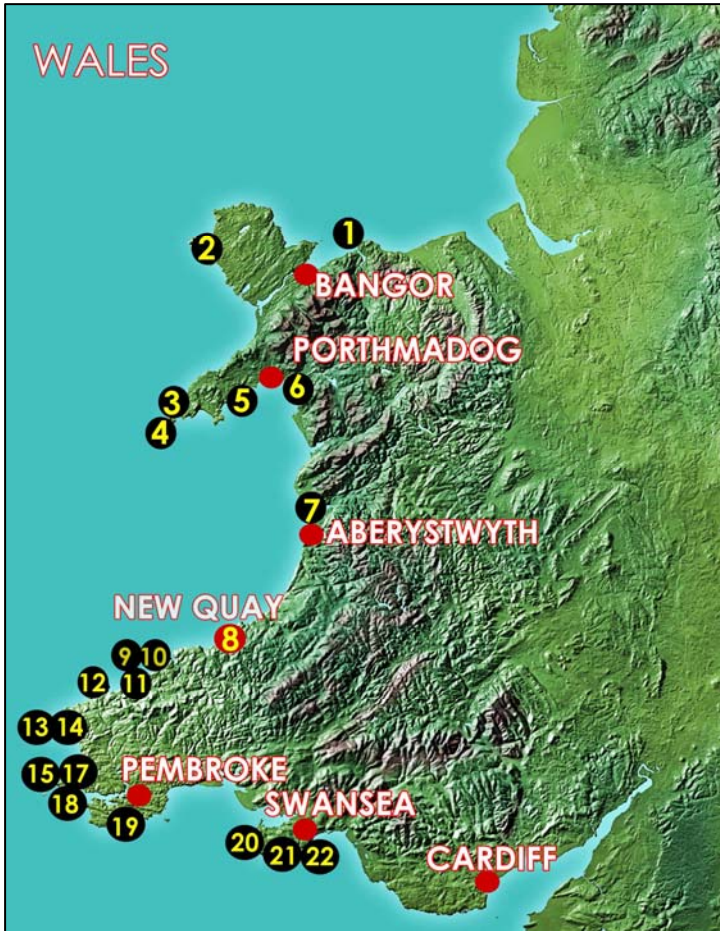 WALES
1
2
BANGOR
PORTHMADOG
3
5
6
4
7
ABERYSTWYTH
NEW QUAY
8
9 10
12 11
13 14
15 17
PEMBROKE
18
SWANSEA
19
20 21 22
CARDIFF